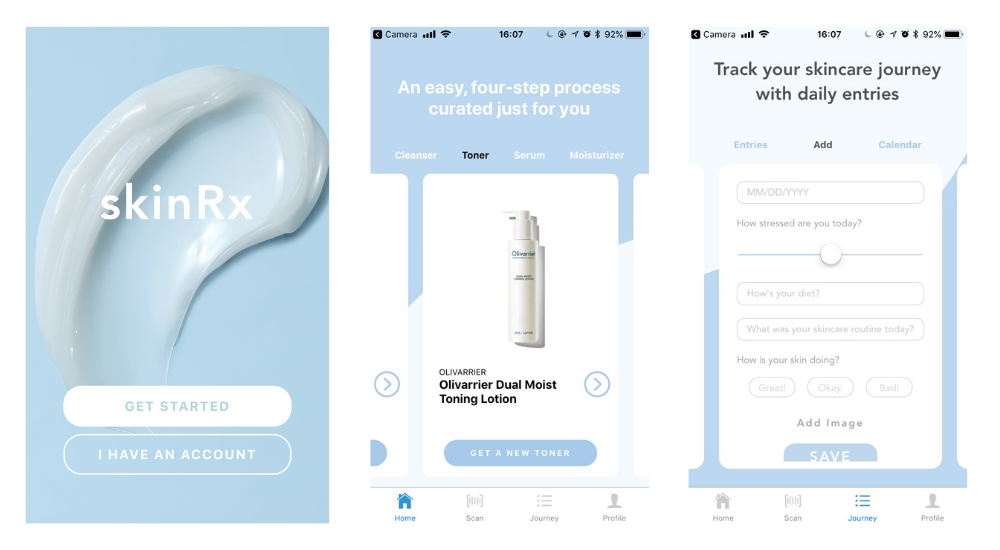 skinRx
GET STARTED
I HAVE AN ACCOUNT
Camera 16:07 92%
An easy, four-step process
curated just for you
Cleanser Toner Serum Moisturizer
Olivarrier
OLIVARRIER
Olivarrier Dual Moist
Toning Lotion
GET A NEW TONER
Home Scan Journey Profile
Camera 16:07 92%
Track your skincare journey
with daily entries
Entries Add Calendar
MM/DD/YYYY
How stressed are you today?
How's your diet?
What was your skincare routine today?
How is your skin doing?
Great! Okay. Bad!
Add Image
SAVE
Home Scan Journey Profile